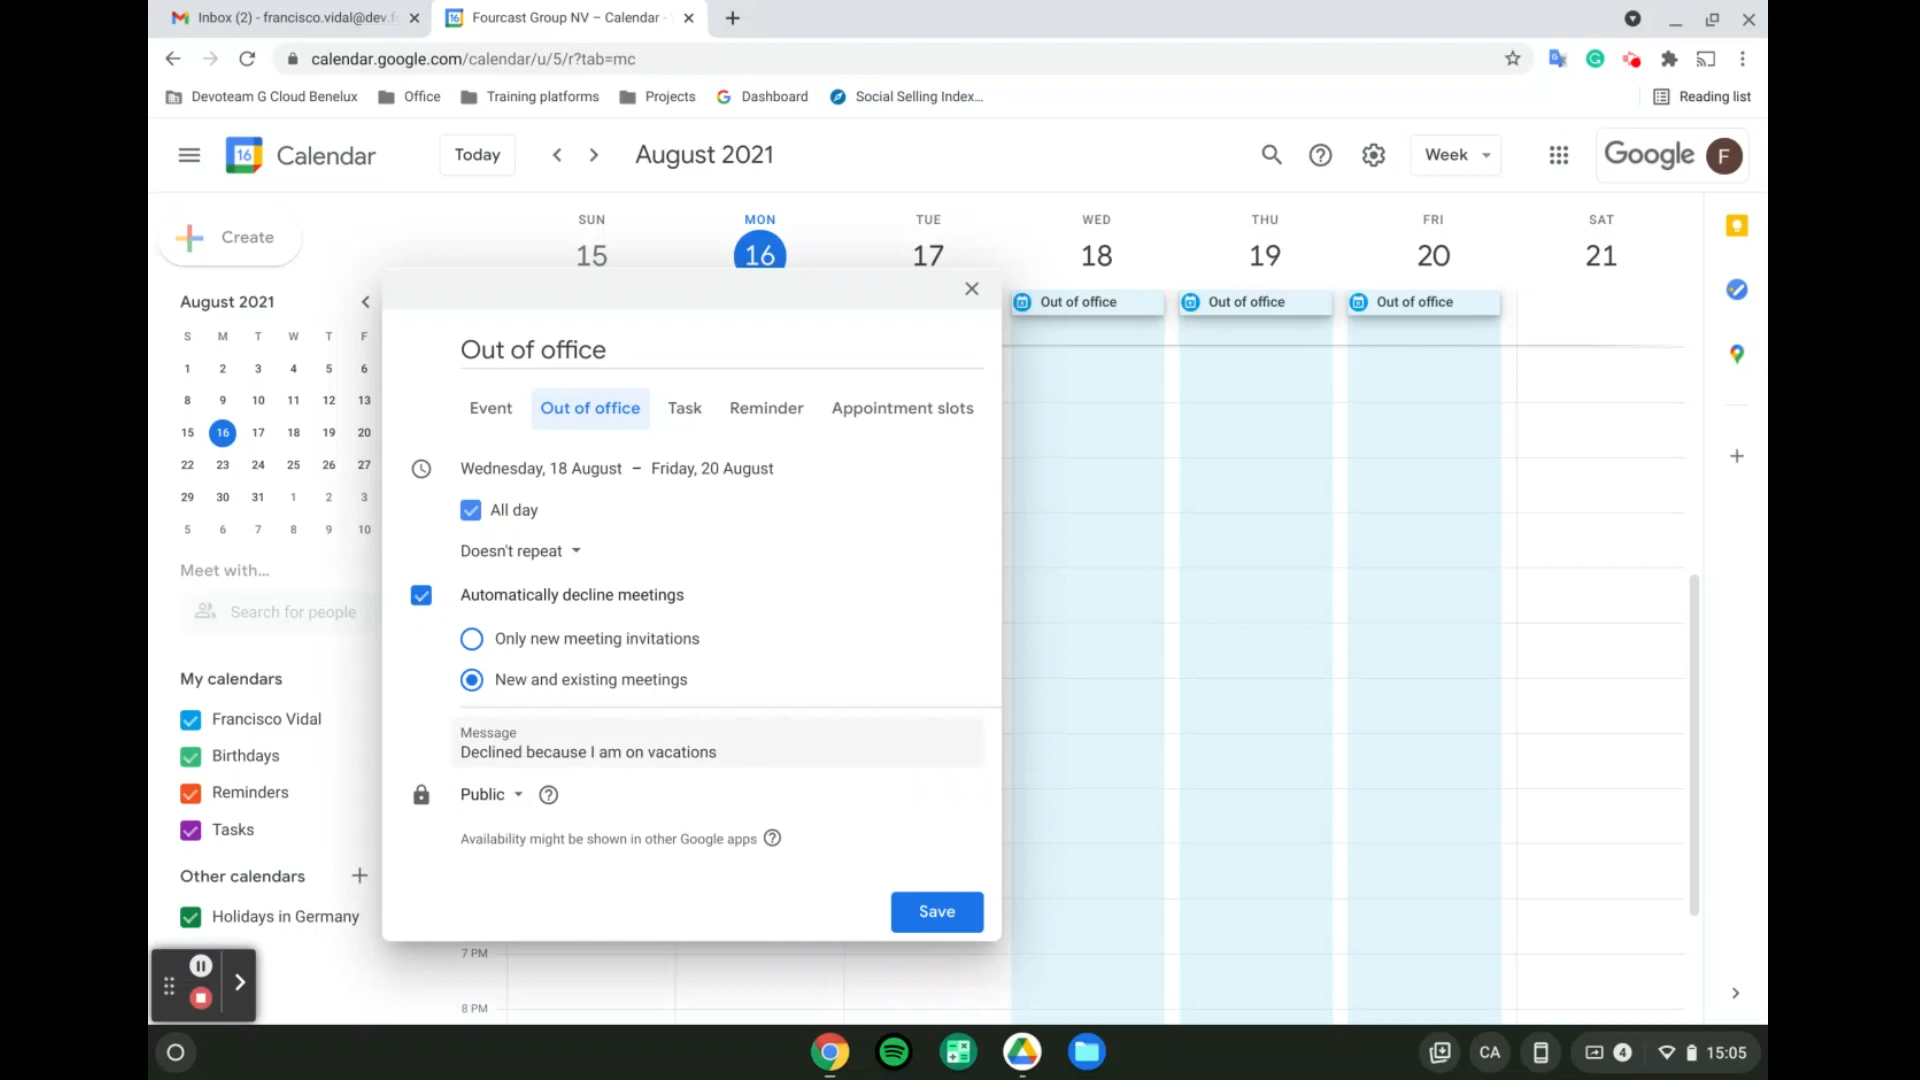 Inbox (2) - francisco.vidal@dev.f
Fourcast Group NV – Calendar -
calendar.google.com/calendar/u/5/r?tab=mc
Devoteam G Cloud Benelux
Office
Training platforms
Projects
Dashboard
Social Selling Index...
Reading list
16
Calendar
Today
August 2021
Week
Google
F
Create
SUN
MON
TUE
WED
THU
FRI
SAT
15
16
17
18
19
20
21
August 2021
S M T W T F
1 2 3 4 5 6
8 9 10 11 12 13
15 16 17 18 19 20
22 23 24 25 26 27
29 30 31 1 2 3
5 6 7 8 9 10
Meet with...
Search for people
My calendars
Francisco Vidal
Birthdays
Reminders
Tasks
Other calendars
Holidays in Germany
Out of office
Event
Out of office
Task
Reminder
Appointment slots
Wednesday, 18 August – Friday, 20 August
All day
Doesn't repeat
Automatically decline meetings
Only new meeting invitations
New and existing meetings
Message
Declined because I am on vacations
Public
Availability might be shown in other Google apps
Save
Out of office
Out of office
Out of office
7 PM
8 PM
CA
4
15:05